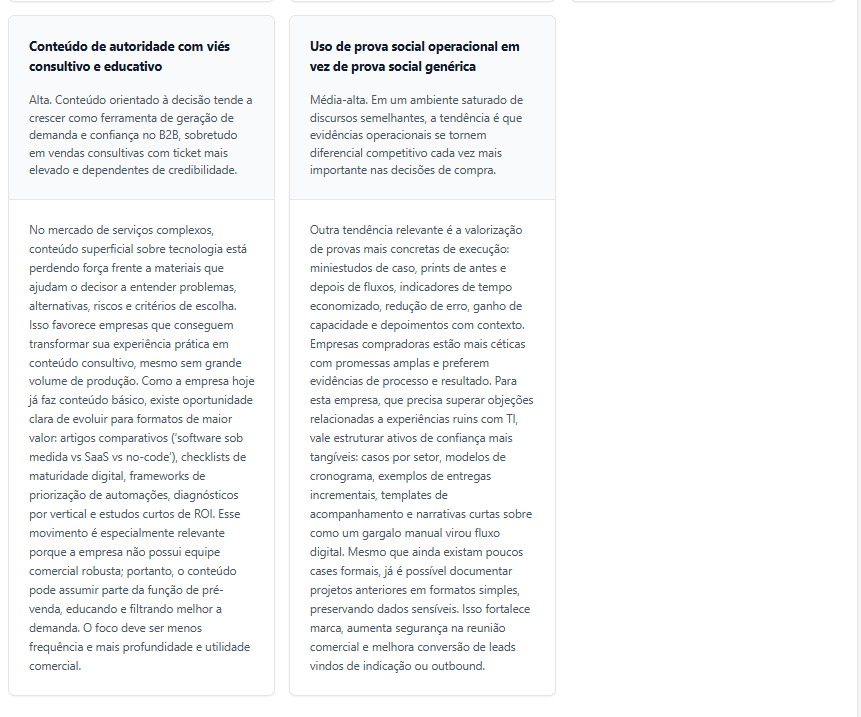 Conteúdo de autoridade com viés
consultivo e educativo
Alta. Conteúdo orientado à decisão tende a
crescer como ferramenta de geração de
demanda e confiança no B2B, sobretudo
em vendas consultivas com ticket mais
elevado e dependentes de credibilidade.
No mercado de serviços complexos,
conteúdo superficial sobre tecnologia está
perdendo força frente a materiais que
ajudam o decisor a entender problemas,
alternativas, riscos e critérios de escolha.
Isso favorece empresas que conseguem
transformar sua experiência prática em
conteúdo consultivo, mesmo sem grande
volume de produção. Como a empresa hoje
já faz conteúdo básico, existe oportunidade
clara de evoluir para formatos de maior
valor: artigos comparativos ('software sob
medida vs SaaS vs no-code'), checklists de
maturidade digital, frameworks de
priorização de automações, diagnósticos
por vertical e estudos curtos de ROI. Esse
movimento é especialmente relevante
porque a empresa não possui equipe
comercial robusta; portanto, o conteúdo
pode assumir parte da função de pré-
venda, educando e filtrando melhor a
demanda. O foco deve ser menos
frequência e mais profundidade e utilidade
comercial.
Uso de prova social operacional em
vez de prova social genérica
Média-alta. Em um ambiente saturado de
discursos semelhantes, a tendência é que
evidências operacionais se tornem
diferencial competitivo cada vez mais
importante nas decisões de compra.
Outra tendência relevante é a valorização
de provas mais concretas de execução:
miniestudos de caso, prints de antes e
depois de fluxos, indicadores de tempo
economizado, redução de erro, ganho de
capacidade e depoimentos com contexto.
Empresas compradoras estão mais céticas
com promessas amplas e preferem
evidências de processo e resultado. Para
esta empresa, que precisa superar objeções
relacionadas a experiências ruins com TI,
vale estruturar ativos de confiança mais
tangíveis: casos por setor, modelos de
cronograma, exemplos de entregas
incrementais, templates de
acompanhamento e narrativas curtas sobre
como um gargalo manual virou fluxo
digital. Mesmo que ainda existam poucos
cases formais, já é possível documentar
projetos anteriores em formatos simples,
preservando dados sensíveis. Isso fortalece
marca, aumenta segurança na reunião
comercial e melhora conversão de leads
vindos de indicação ou outbound.